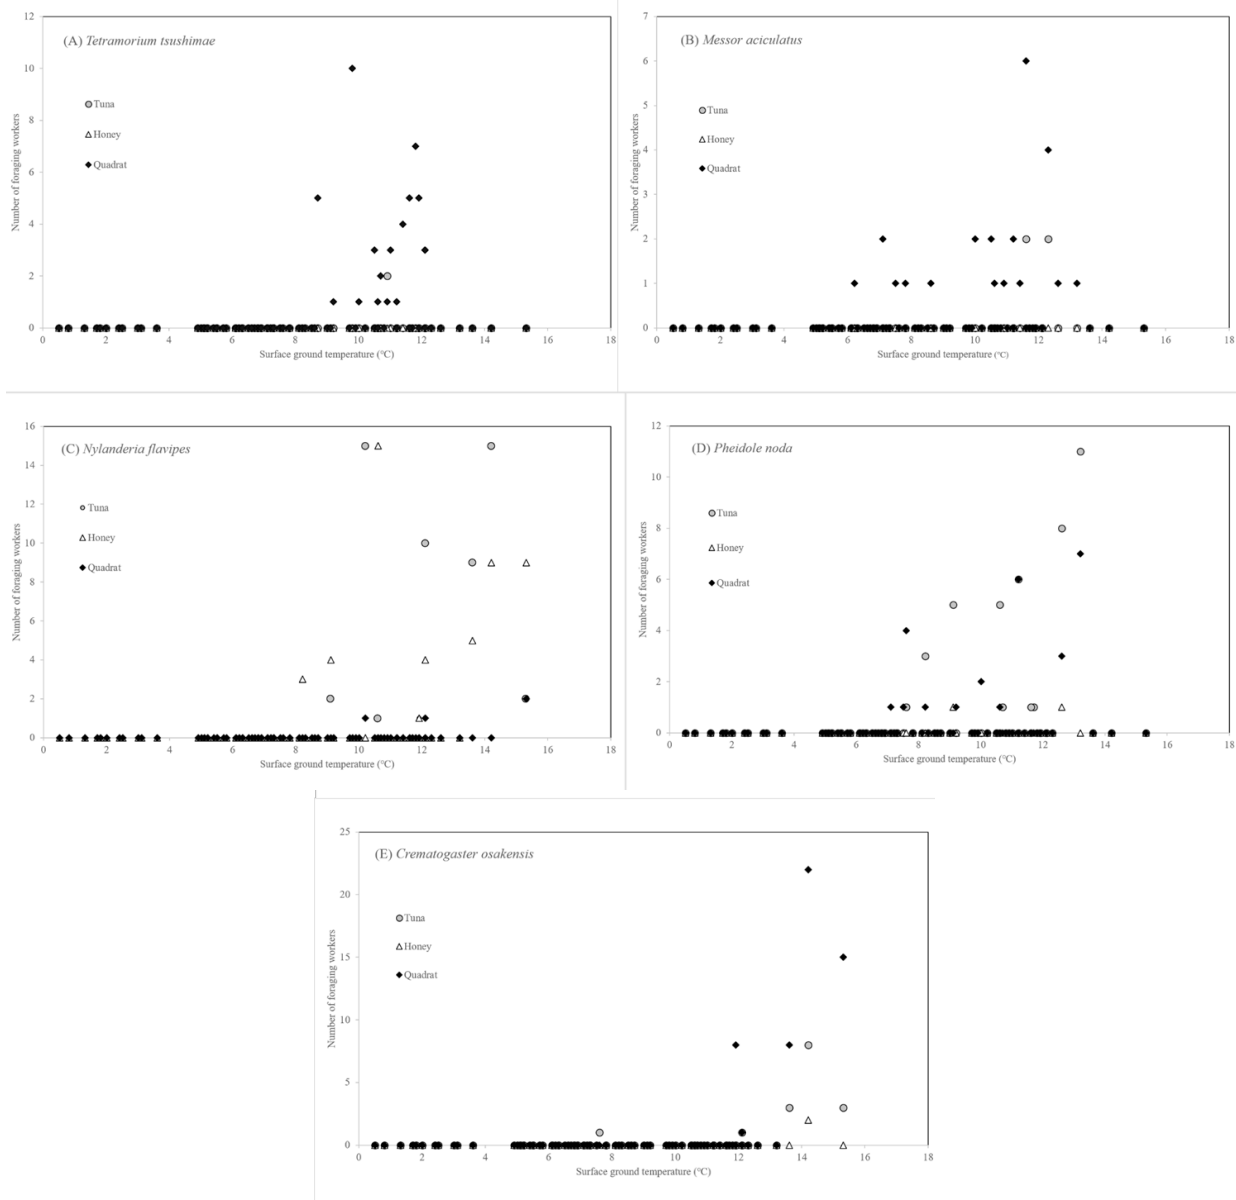 (A) Tetramorium tsushimae
Tuna
Honey
Quadrat
Number of foraging workers
12
10
8
6
4
2
0
0 2 4 6 8 10 12 14 16 18
Surface ground temperature (°C)
(B) Messor aciculatus
Tuna
Honey
Quadrat
Number of foraging workers
7
6
5
4
3
2
1
0
0 2 4 6 8 10 12 14 16 18
Surface ground temperature (°C)
(C) Nylanderia flavipes
Tuna
Honey
Quadrat
Number of foraging workers
16
14
12
10
8
6
4
2
0
0 2 4 6 8 10 12 14 16 18
Surface ground temperature (°C)
(D) Pheidole noda
Tuna
Honey
Quadrat
Number of foraging workers
12
10
8
6
4
2
0
0 2 4 6 8 10 12 14 16 18
Surface ground temperature (°C)
(E) Crematogaster osakensis
Tuna
Honey
Quadrat
Number of foraging workers
25
20
15
10
5
0
0 2 4 6 8 10 12 14 16 18
Surface ground temperature (°C)